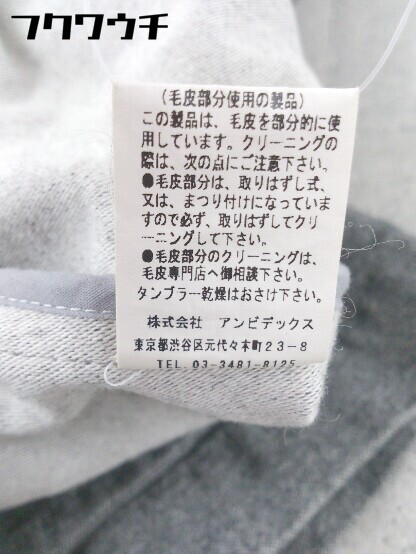 フクワウチ
(毛皮部分使用の製品)
この製品は、毛皮を部分的に使
用しています。クリーニングの
際は、次の点にご注意下さい。
●毛皮部分は、取りはずし式、
又は、まつり付けになっていま
すので必ず、取りはずしてクリ
ーニングして下さい。
●毛皮部分のクリーニングは、
毛皮専門店へ御相談下さい。
タンブラー乾燥はおさけ下さい。
株式会社 アンビデックス
東京都渋谷区元代々木町23-8
TEL. 03-3481-8125